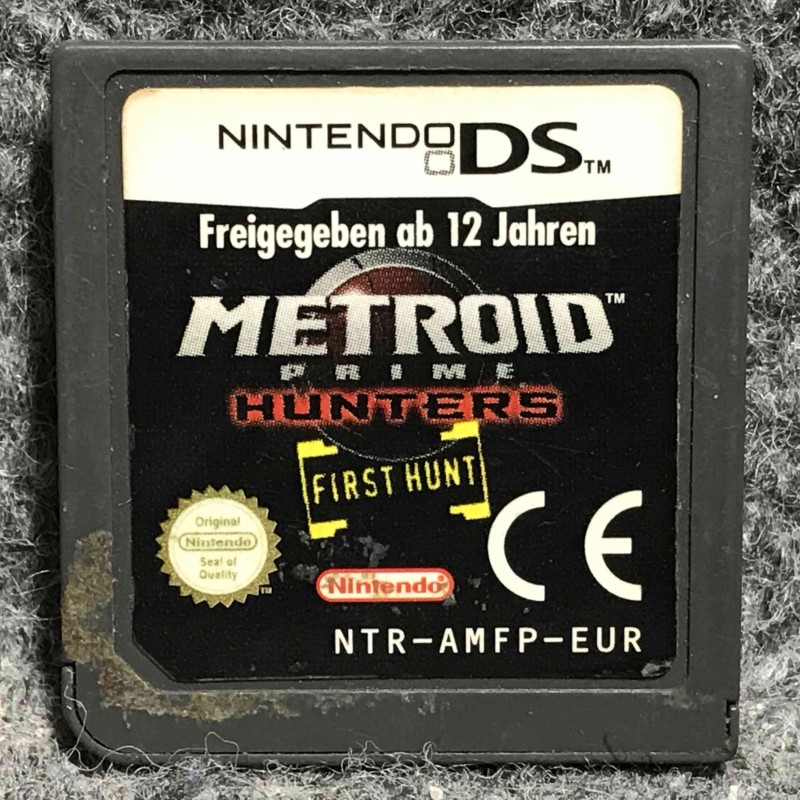 NINTENDO DS™
Freigegeben ab 12 Jahren
METROID™
PRIME
HUNTERS
FIRST HUNT
Original
Nintendo
Seal of
Quality
™
Nintendo
CE
NTR-AMFP-EUR